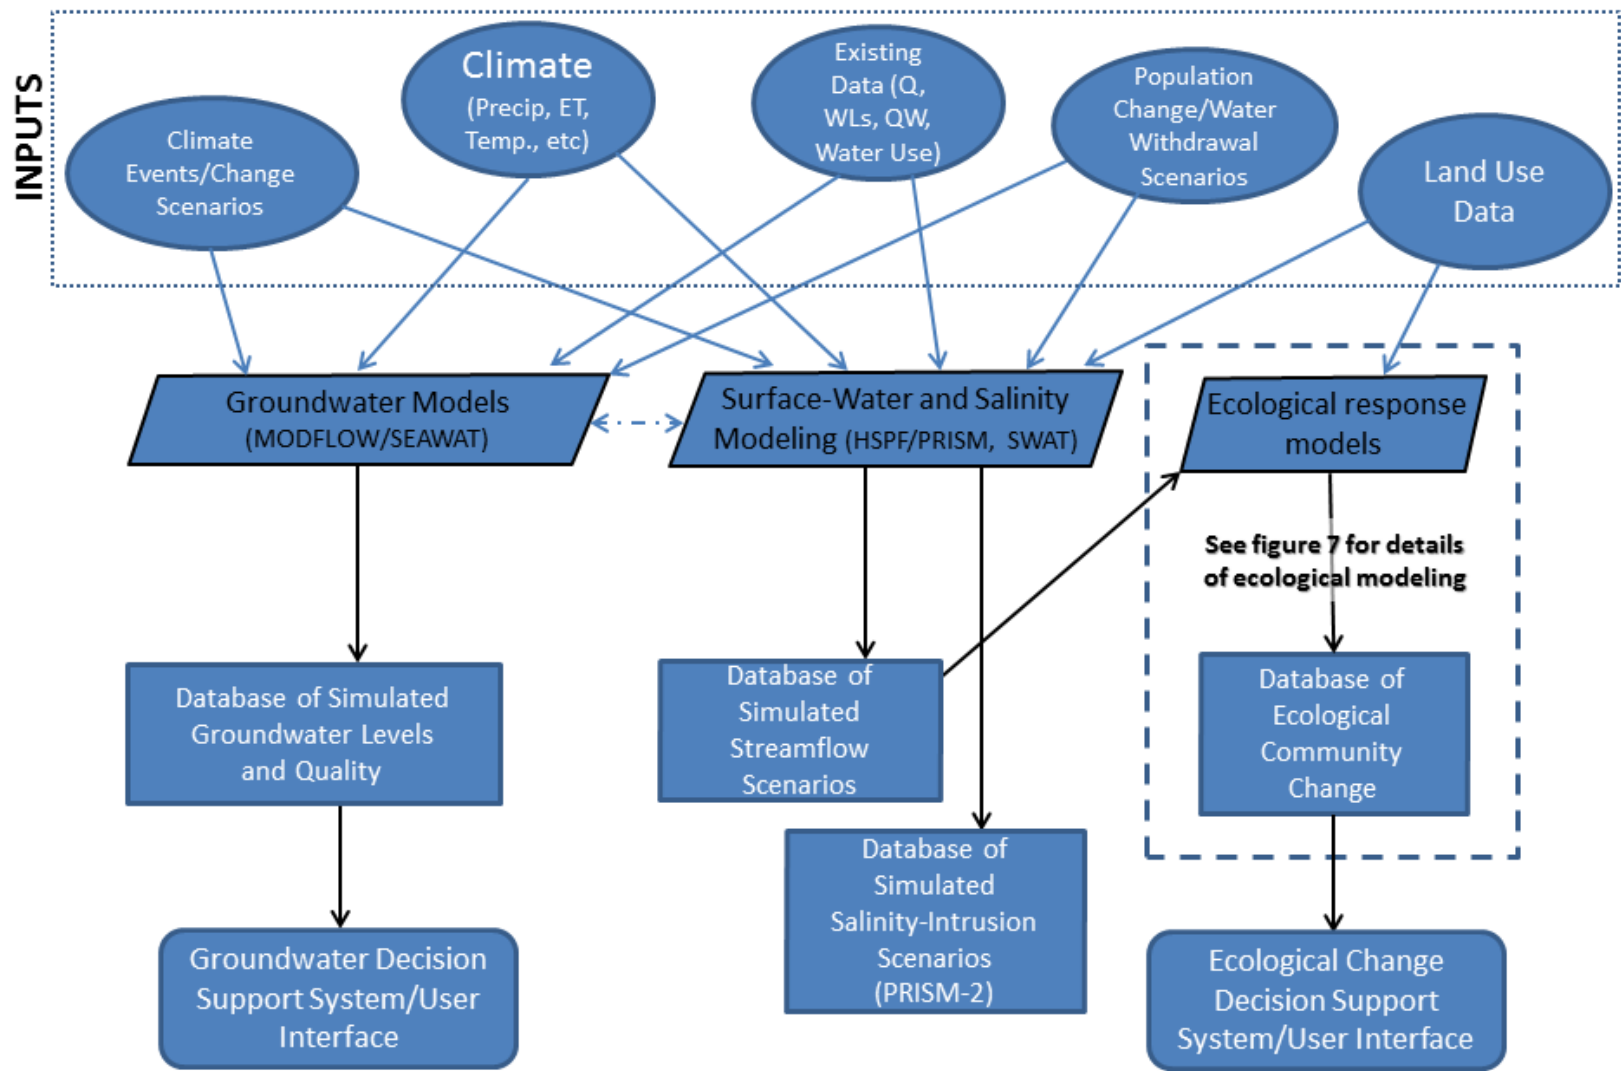 INPUTS
Climate
Events/Change
Scenarios
Climate
(Precip, ET,
Temp., etc)
Existing
Data (Q,
WLs, QW,
Water Use)
Population
Change/Water
Withdrawal
Scenarios
Land Use
Data
Groundwater Models
(MODFLOW/SEAWAT)
Surface-Water and Salinity
Modeling (HSPF/PRISM, SWAT)
Ecological response
models
See figure 7 for details
of ecological modeling
Database of Simulated
Groundwater Levels
and Quality
Database of
Simulated
Streamflow
Scenarios
Database of
Ecological
Community
Change
Database of
Simulated
Salinity-Intrusion
Scenarios
(PRISM-2)
Groundwater Decision
Support System/User
Interface
Ecological Change
Decision Support
System/User Interface